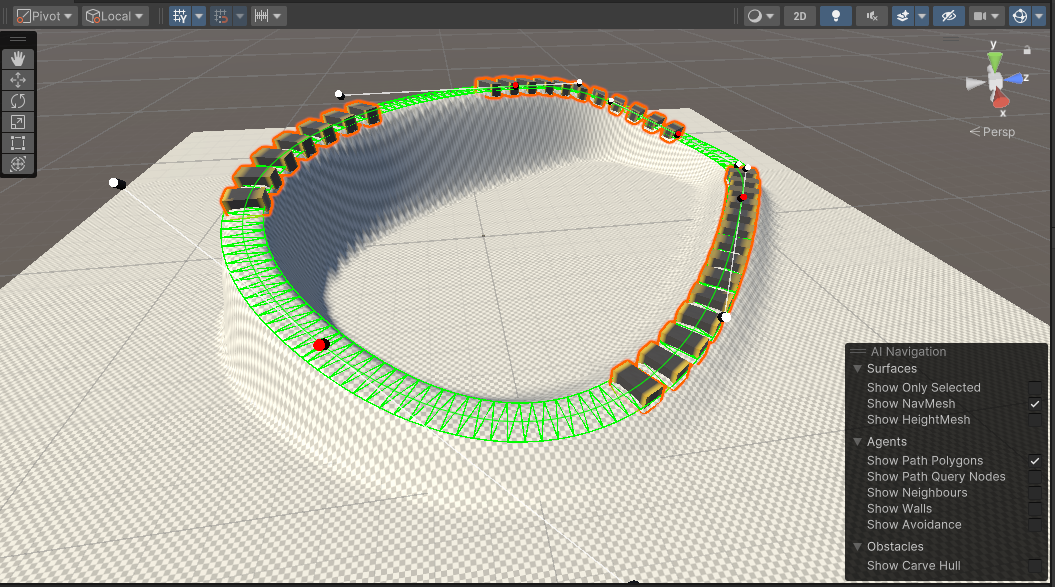 Pivot Local 2D
y
z
x
Persp
AI Navigation
Surfaces
Show Only Selected
Show NavMesh
Show HeightMesh
Agents
Show Path Polygons
Show Path Query Nodes
Show Neighbours
Show Walls
Show Avoidance
Obstacles
Show Carve Hull